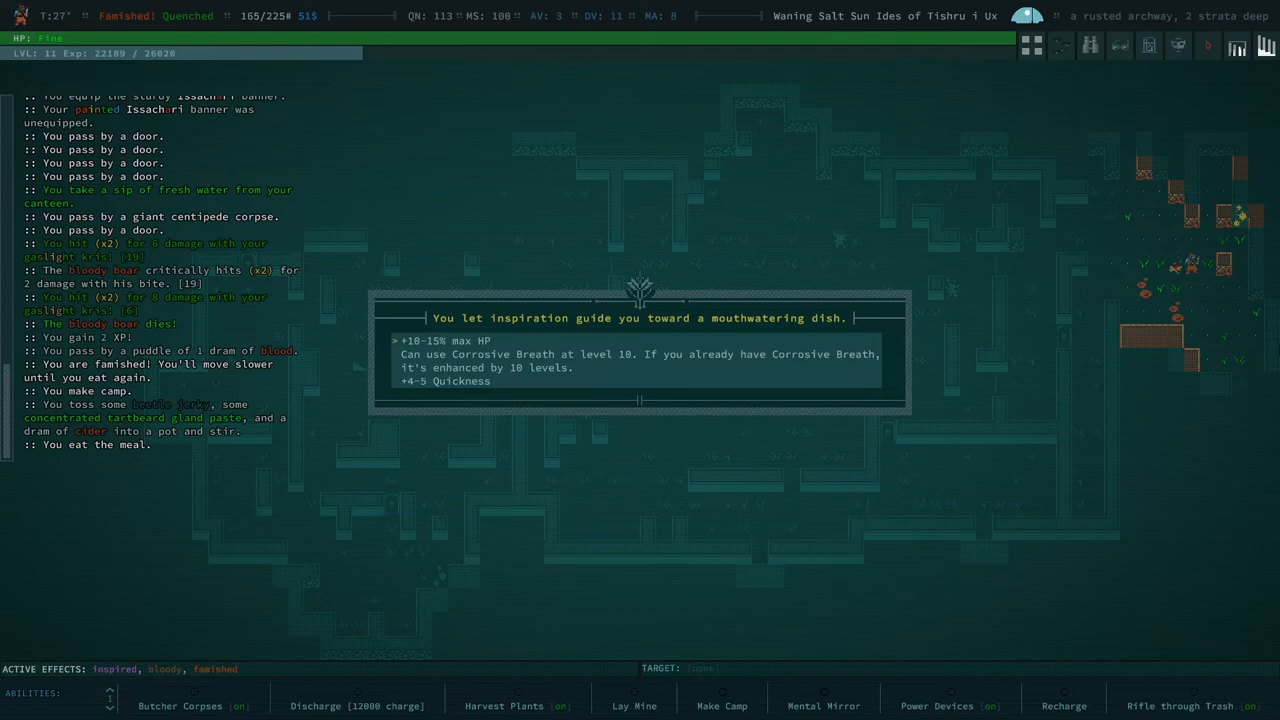 T:27° Famished! Quenched :: 165/225# 51$ QN: 113 MS: 100 AV: 3 DV: 11 MA: 8 Waning Salt Sun Ides of Tishru i Ux :: a rusted archway, 2 strata deep
HP: Fine
LVL: 11 Exp: 22189 / 26020
:: You equip the sturdy Issachari banner.
:: Your painted Issachari banner was
unequipped.
:: You pass by a door.
:: You pass by a door.
:: You pass by a door.
:: You pass by a door.
:: You take a sip of fresh water from your
canteen.
:: You pass by a giant centipede corpse.
:: You pass by a door.
:: You hit (x2) for 6 damage with your
gaslight kris! [19]
:: The bloody boar critically hits (x2) for
2 damage with his bite. [19]
:: You hit (x2) for 8 damage with your
gaslight kris! [6]
:: The bloody boar dies!
:: You gain 2 XP!
:: You pass by a puddle of 1 dram of blood.
:: You are famished! You'll move slower
until you eat again.
:: You make camp.
:: You toss some beetle jerky, some
concentrated tartbeard gland paste, and a
dram of cider into a pot and stir.
:: You eat the meal.
You let inspiration guide you toward a mouthwatering dish.
> +10-15% max HP
Can use Corrosive Breath at level 10. If you already have Corrosive Breath,
it's enhanced by 10 levels.
+4-5 Quickness
ACTIVE EFFECTS: inspired, bloody, famished
TARGET: [none]
ABILITIES: 1 Butcher Corpses [on] Discharge [12000 charge] Harvest Plants [on] Lay Mine Make Camp Mental Mirror Power Devices [on] Recharge Rifle through Trash [on]